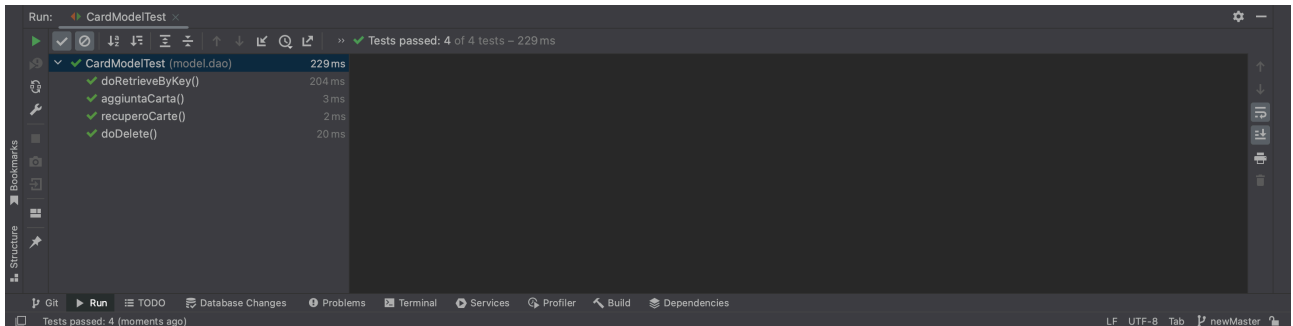 Run: CardModelTest
» Tests passed: 4 of 4 tests – 229 ms
CardModelTest (model.dao) 229 ms
doRetrieveByKey() 204 ms
aggiuntaCarta() 3 ms
recuperoCarte() 2 ms
doDelete() 20 ms
Bookmarks
Structure
Git Run TODO Database Changes Problems Terminal Services Profiler Build Dependencies
Tests passed: 4 (moments ago) LF UTF-8 Tab newMaster